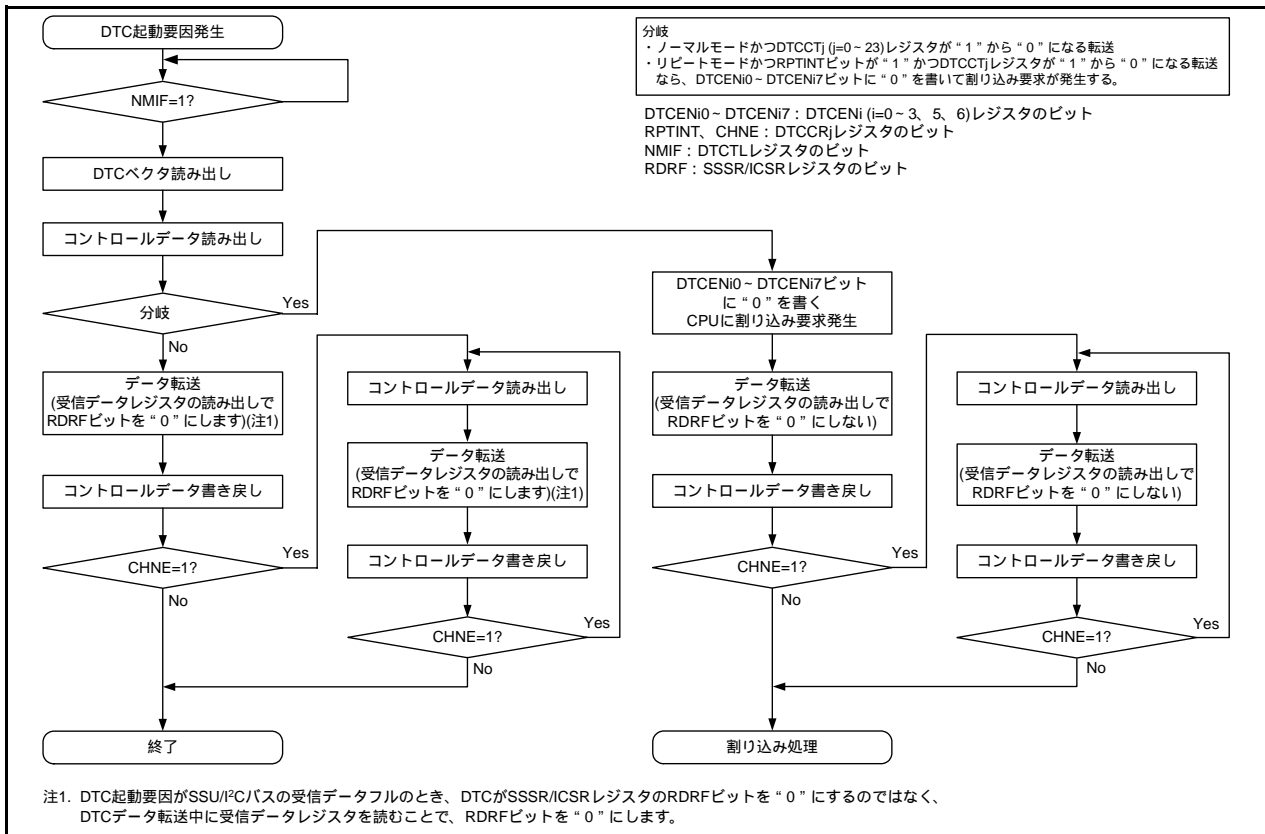 DTC起動要因発生
NMIF=1?
DTCベクタ読み出し
コントロールデータ読み出し
分岐
Yes
No
データ転送
(受信データレジスタの読み出しで
RDRFビットを“0”にします)(注1)
コントロールデータ書き戻し
CHNE=1?
Yes
No
終了
コントロールデータ読み出し
データ転送
(受信データレジスタの読み出しで
RDRFビットを“0”にします)(注1)
コントロールデータ書き戻し
CHNE=1?
Yes
No
分岐
・ノーマルモードかつDTCCTj (j=0~23)レジスタが“1”から“0”になる転送
・リピートモードかつRPTINTビットが“1”かつDTCCTjレジスタが“1”から“0”になる転送
なら、DTCENi0~DTCENi7ビットに“0”を書いて割り込み要求が発生する。
DTCENi0~DTCENi7:DTCENi (i=0~3、5、6)レジスタのビット
RPTINT、CHNE:DTCCRjレジスタのビット
NMIF:DTCTLレジスタのビット
RDRF:SSSR/ICSRレジスタのビット
DTCENi0~DTCENi7ビット
に“0”を書く
CPUに割り込み要求発生
データ転送
(受信データレジスタの読み出しで
RDRFビットを“0”にしない)
コントロールデータ書き戻し
CHNE=1?
Yes
No
割り込み処理
コントロールデータ読み出し
データ転送
(受信データレジスタの読み出しで
RDRFビットを“0”にしない)
コントロールデータ書き戻し
CHNE=1?
Yes
No
注1. DTC起動要因がSSU/I²Cバスの受信データフルのとき、DTCがSSSR/ICSRレジスタのRDRFビットを“0”にするのではなく、
DTCデータ転送中に受信データレジスタを読むことで、RDRFビットを“0”にします。